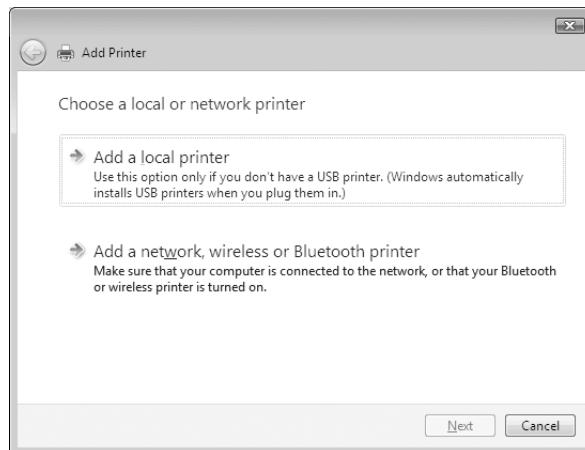 Add Printer
Choose a local or network printer
Add a local printer
Use this option only if you don't have a USB printer. (Windows automatically
installs USB printers when you plug them in.)
Add a network, wireless or Bluetooth printer
Make sure that your computer is connected to the network, or that your Bluetooth
or wireless printer is turned on.
Next
Cancel